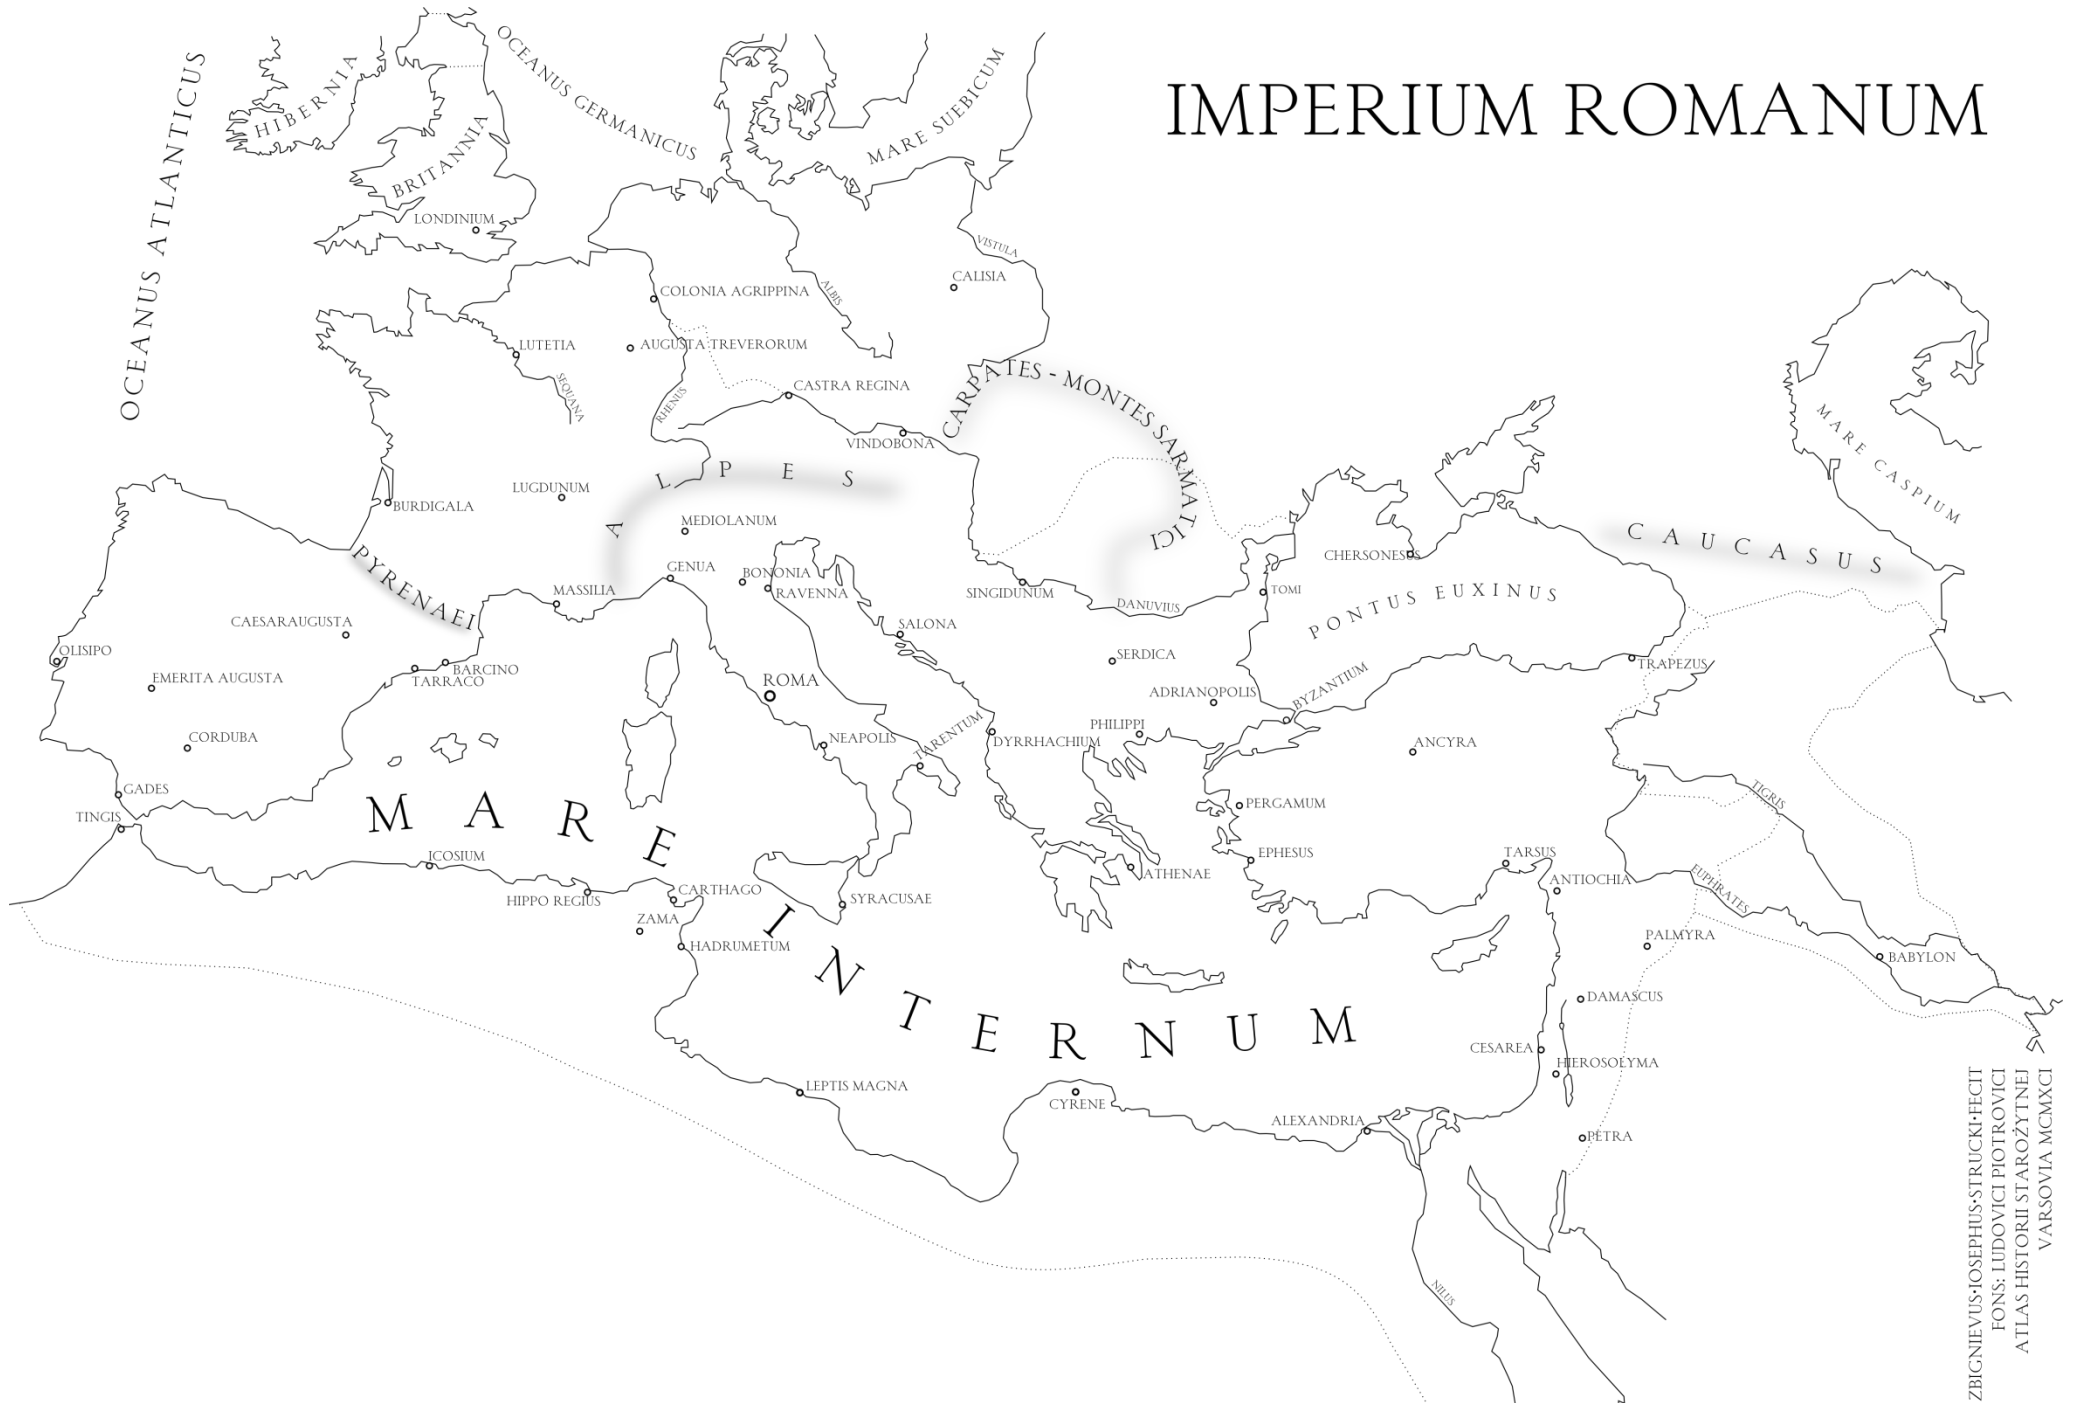 IMPERIUM ROMANUM
OCEANUS ATLANTICUS
HIBERNIA
BRITANNIA
OCEANUS GERMANICUS
MARE SUEBICUM
LONDINIUM
VISTULA
CALISIA
COLONIA AGRIPPINA
ALBIS
LUTETIA
AUGUSTA TREVERORUM
SEQUANA
RHENUS
CASTRA REGINA
CARPATES - MONTES SARMATICI
VINDOBONA
MARE CASPIUM
ALPES
LUGDUNUM
BURDIGALA
MEDIOLANUM
CAUCASUS
PYRENAEI
GENUA
BONONIA
RAVENNA
MASSILIA
CHERSONESUS
SINGIDUNUM
DANUVIUS
TOMI
PONTUS EUXINUS
CAESARAUGUSTA
SALONA
OLISIPO
SERDICA
BARCINO
TARRACO
EMERITA AUGUSTA
ROMA
TRAPEZUS
ADRIANOPOLIS
BYZANTIUM
PHILIPPI
CORDUBA
NEAPOLIS
TARENTUM
DYRRHACHIUM
ANCYRA
GADES
TINGIS
MARE INTERNUM
PERGAMUM
TIGRIS
ICOSIUM
EPHESUS
TARSUS
ATHENAE
ANTIOCHIA
EUPHRATES
HIPPO REGIUS
CARTHAGO
SYRACUSAE
ZAMA
HADRUMETUM
PALMYRA
BABYLON
DAMASCUS
CESAREA
HIEROSOLYMA
LEPTIS MAGNA
CYRENE
ALEXANDRIA
PETRA
NILUS
ZBIGNIEVUS·IOSEPHUS·STRUCKI·FECIT
FONS: LUDOVICI PIOTROVICI
ATLAS HISTORII STAROŻYTNEJ
VARSOVIA MCMXCI